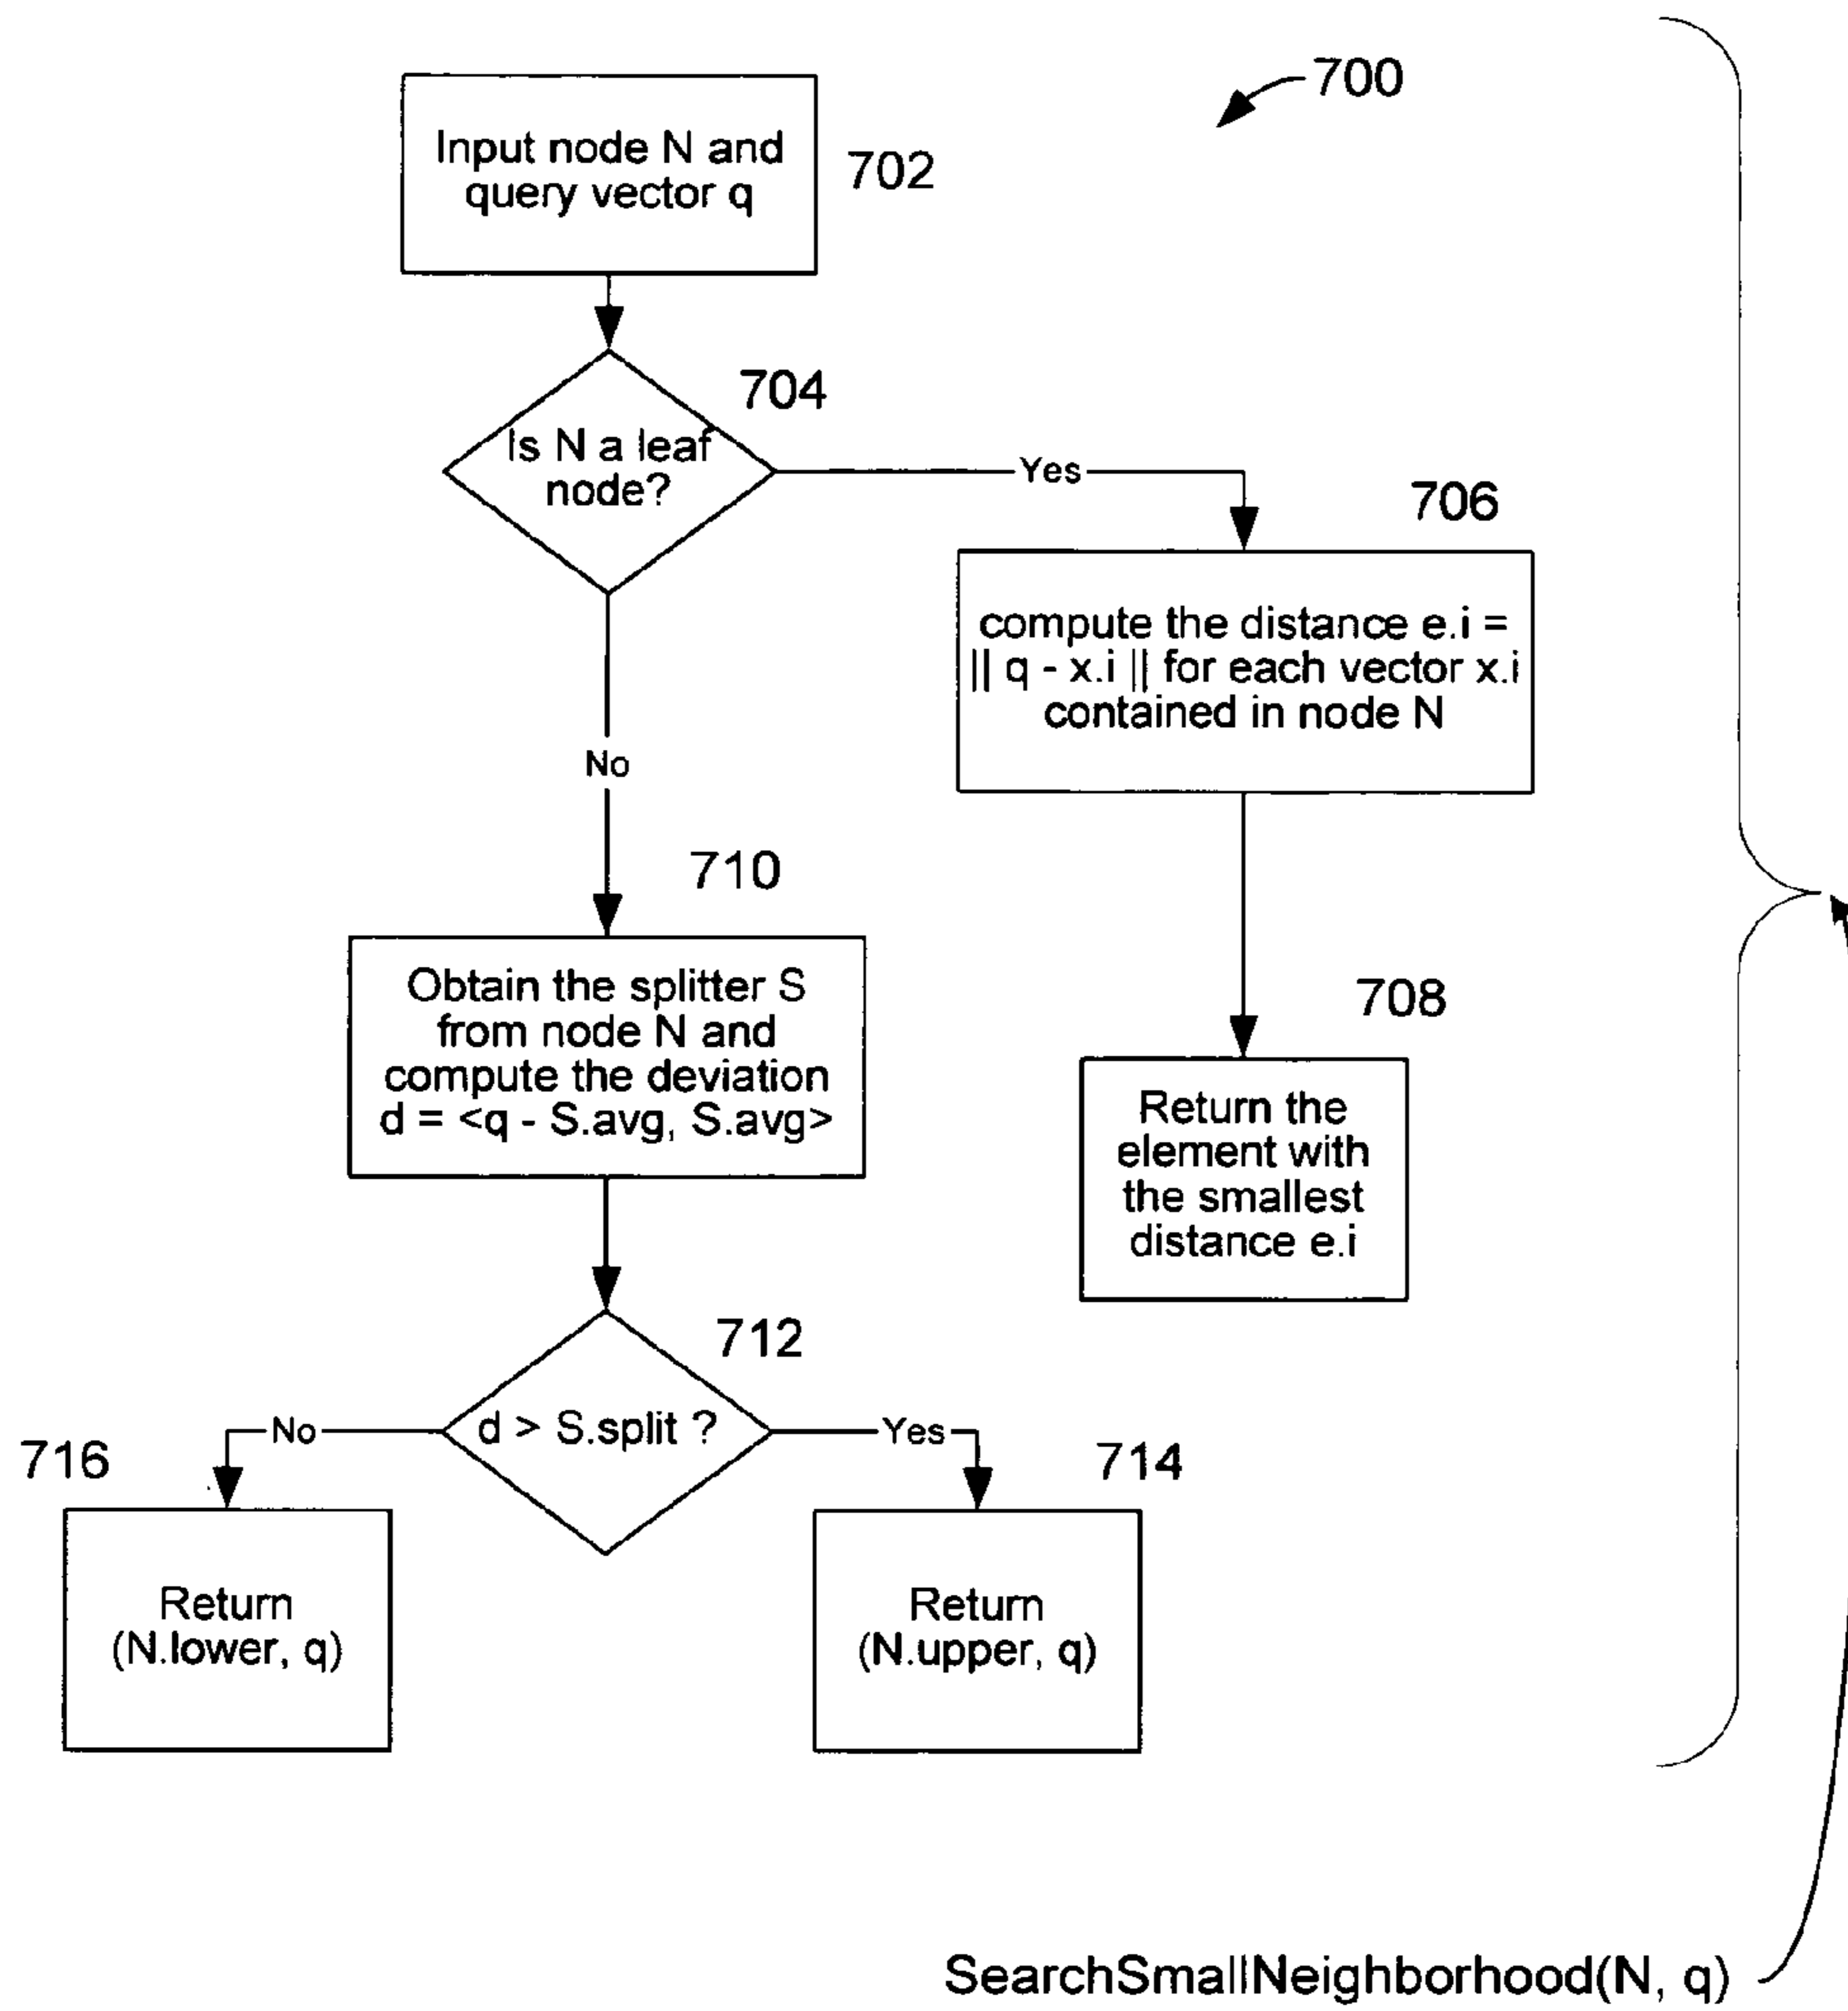 700
Input node N and
query vector q
702
704
Is N a leaf
node?
Yes
706
compute the distance e.i =
|| q - x.i || for each vector x.i
contained in node N
No
710
Obtain the splitter S
from node N and
compute the deviation
d = <q - S.avg, S.avg>
708
Return the
element with
the smallest
distance e.i
712
d > S.split ?
No
Yes
716
714
Return
(N.lower, q)
Return
(N.upper, q)
SearchSmallNeighborhood(N, q)